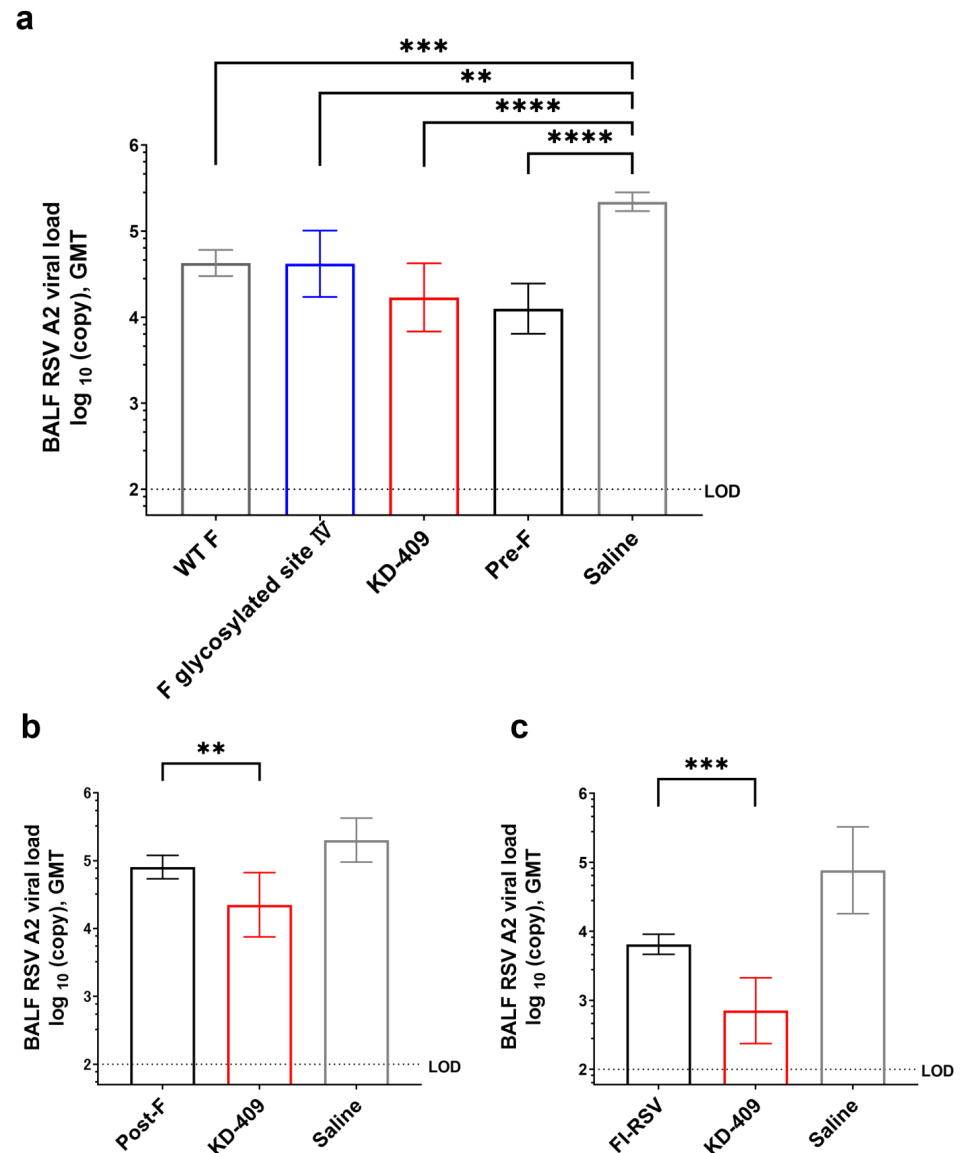 a
***
**
****
****
BALF RSV A2 viral load
log 10 (copy), GMT
6
5
4
3
2
LOD
WT F
F glycosylated site Ⅳ
KD-409
Pre-F
Saline
b
**
BALF RSV A2 viral load
log 10 (copy), GMT
6
5
4
3
2
LOD
Post-F
KD-409
Saline
c
***
BALF RSV A2 viral load
log 10 (copy), GMT
6
5
4
3
2
LOD
FI-RSV
KD-409
Saline